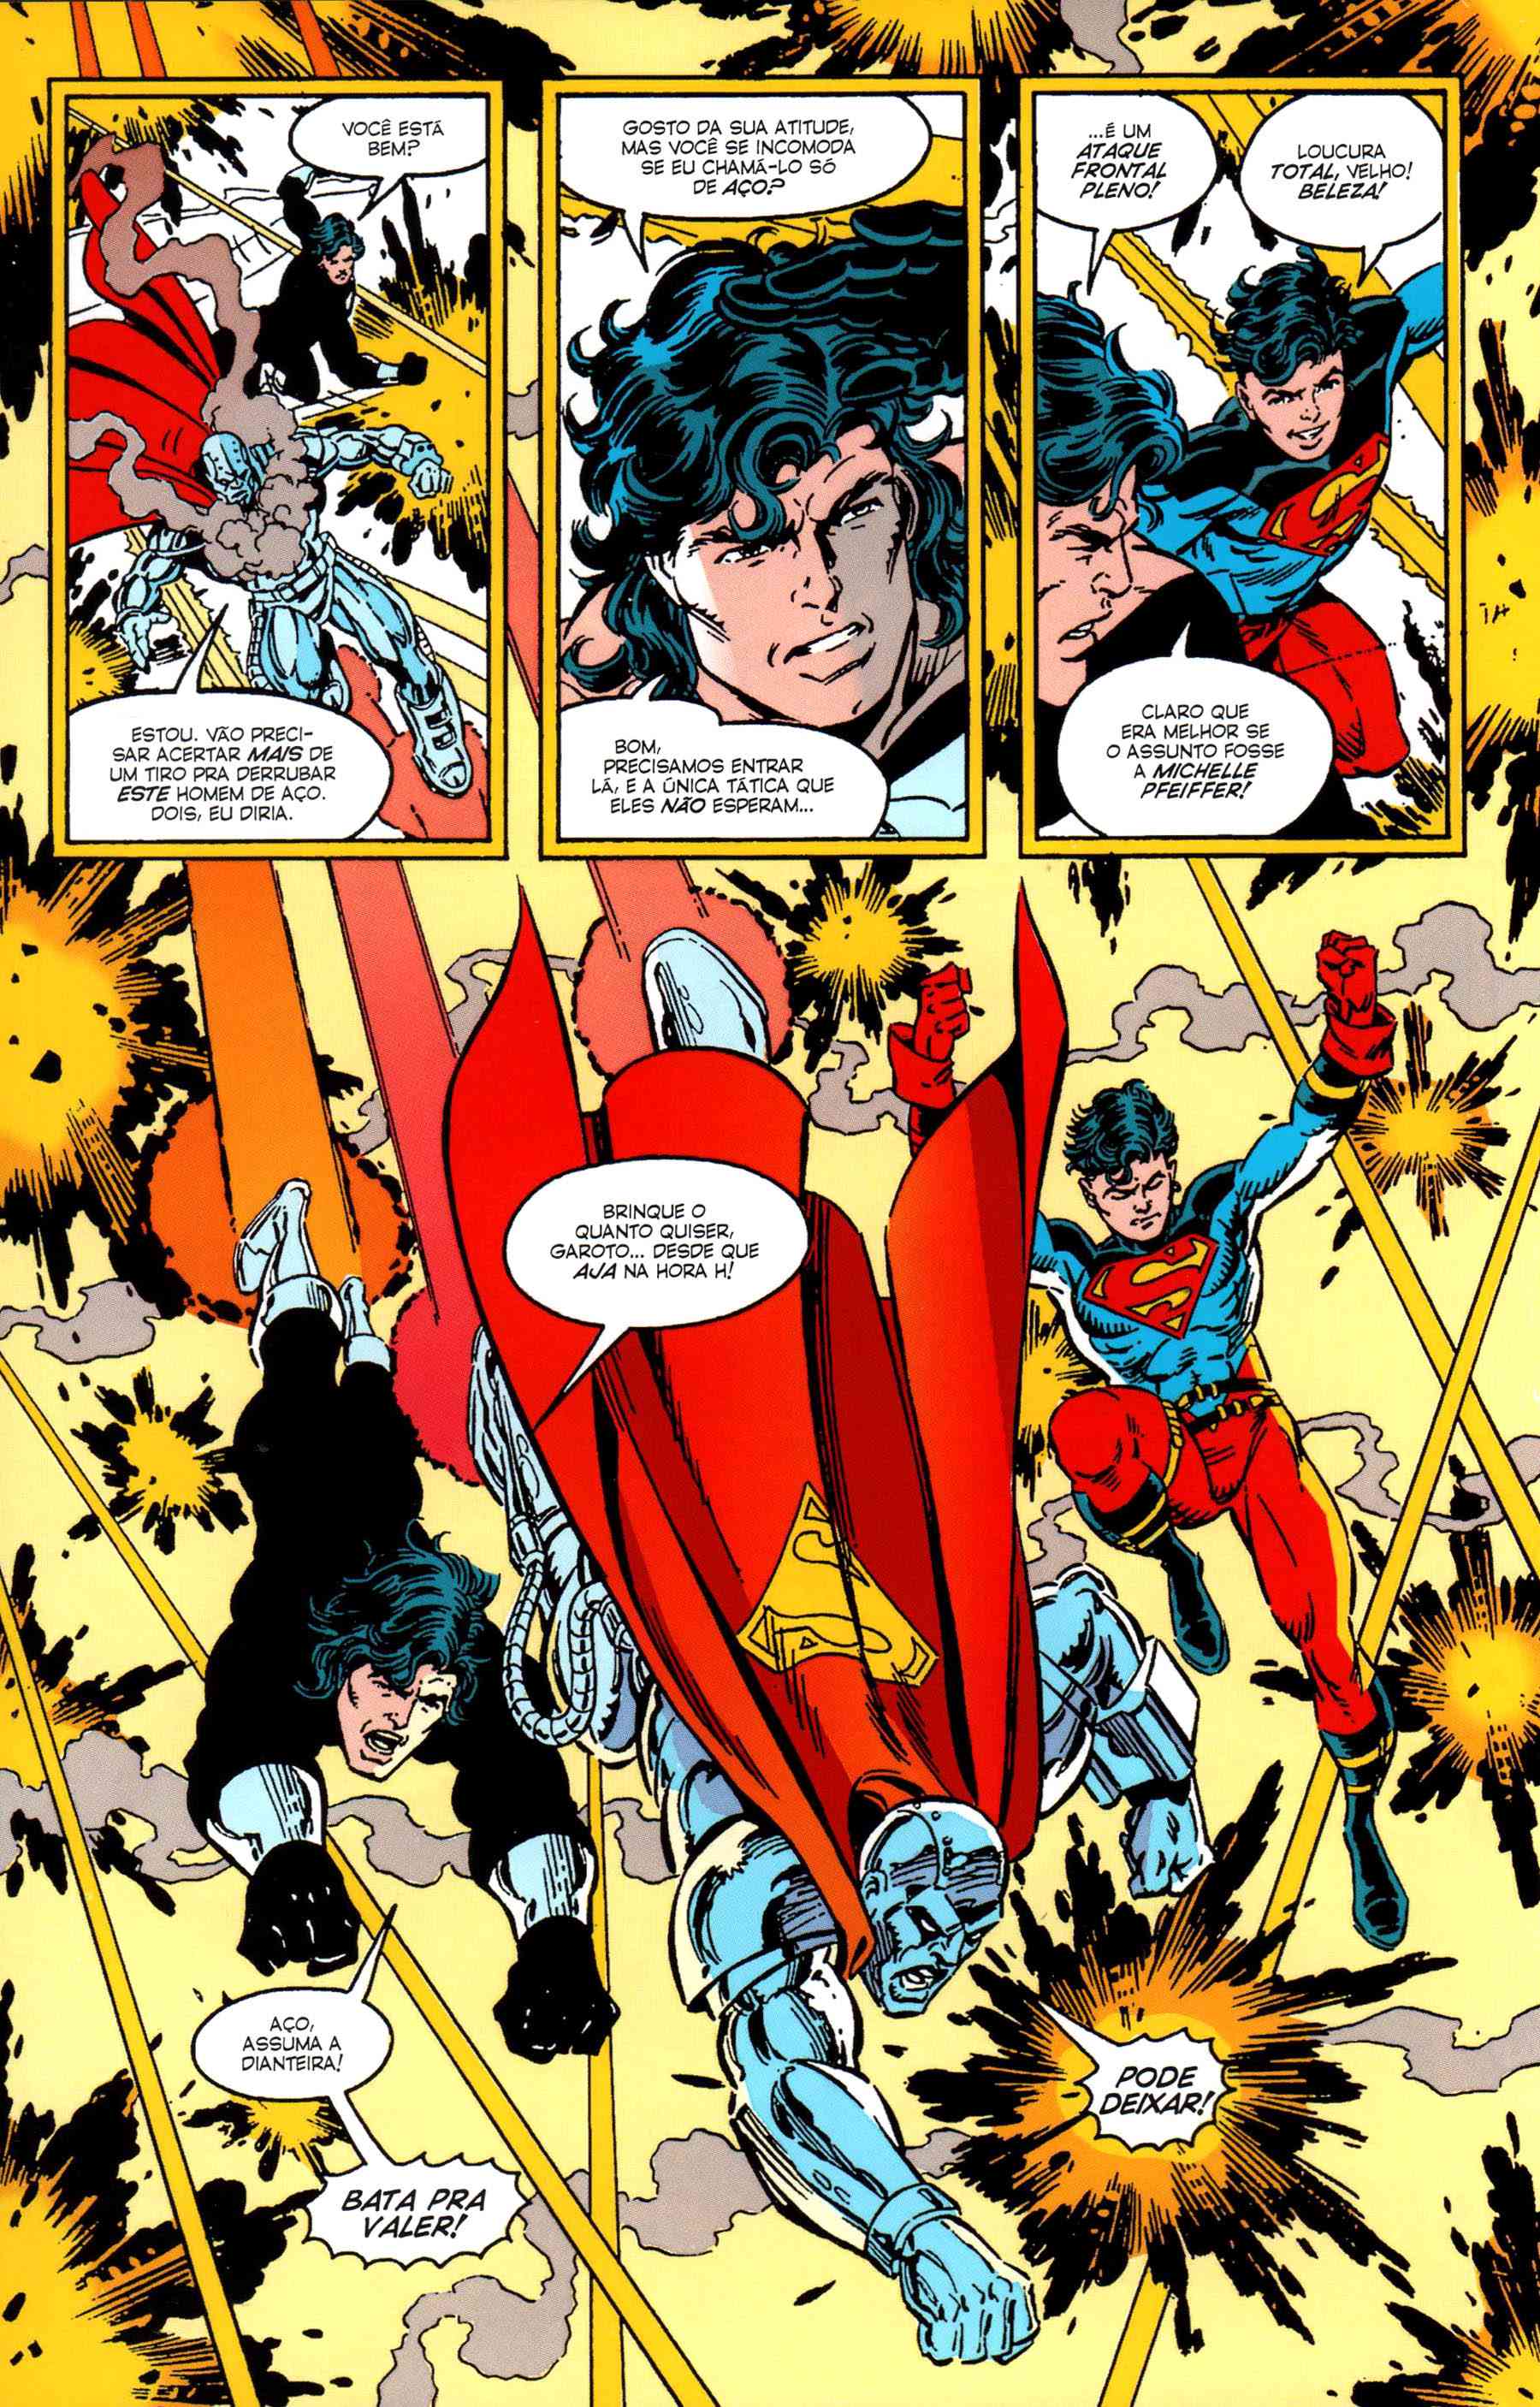 VOCÊ ESTÁ
BEM?
ESTOU. VÃO PRECI-
SAR ACERTAR MAIS DE
UM TIRO PRA DERRUBAR
ESTE HOMEM DE AÇO.
DOIS, EU DIRIA.
GOSTO DA SUA ATITUDE,
MAS VOCÊ SE INCOMODA
SE EU CHAMÁ-LO SÓ
DE AÇO?
BOM,
PRECISAMOS ENTRAR
LÁ, E A ÚNICA TÁTICA QUE
ELES NÃO ESPERAM...
...É UM
ATAQUE
FRONTAL
PLENO!
LOUCURA
TOTAL, VELHO!
BELEZA!
CLARO QUE
ERA MELHOR SE
O ASSUNTO FOSSE
A MICHELLE
PFEIFFER!
BRINQUE O
QUANTO QUISER,
GAROTO... DESDE QUE
AJA NA HORA H!
AÇO,
ASSUMA A
DIANTEIRA!
BATA PRA
VALER!
PODE
DEIXAR!